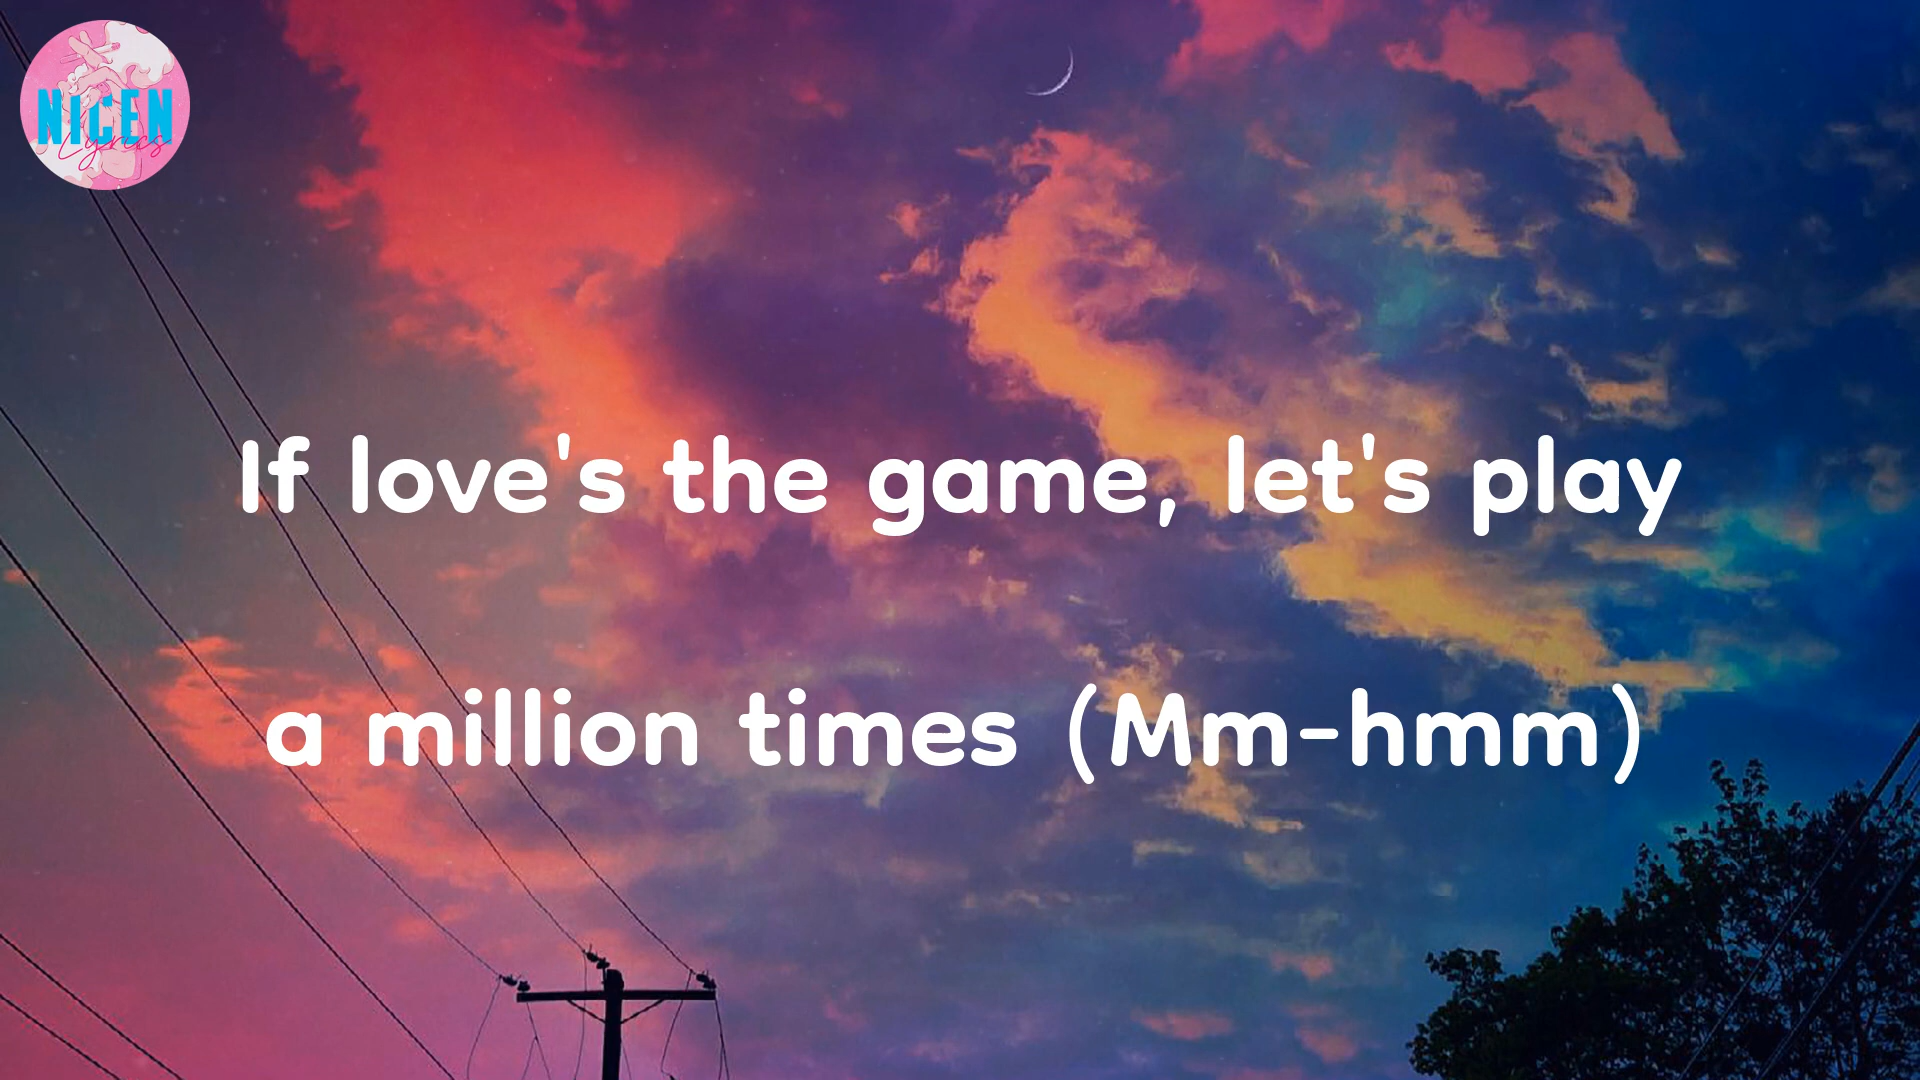 NICEN
Lyrics
If love's the game, let's play
a million times (Mm-hmm)